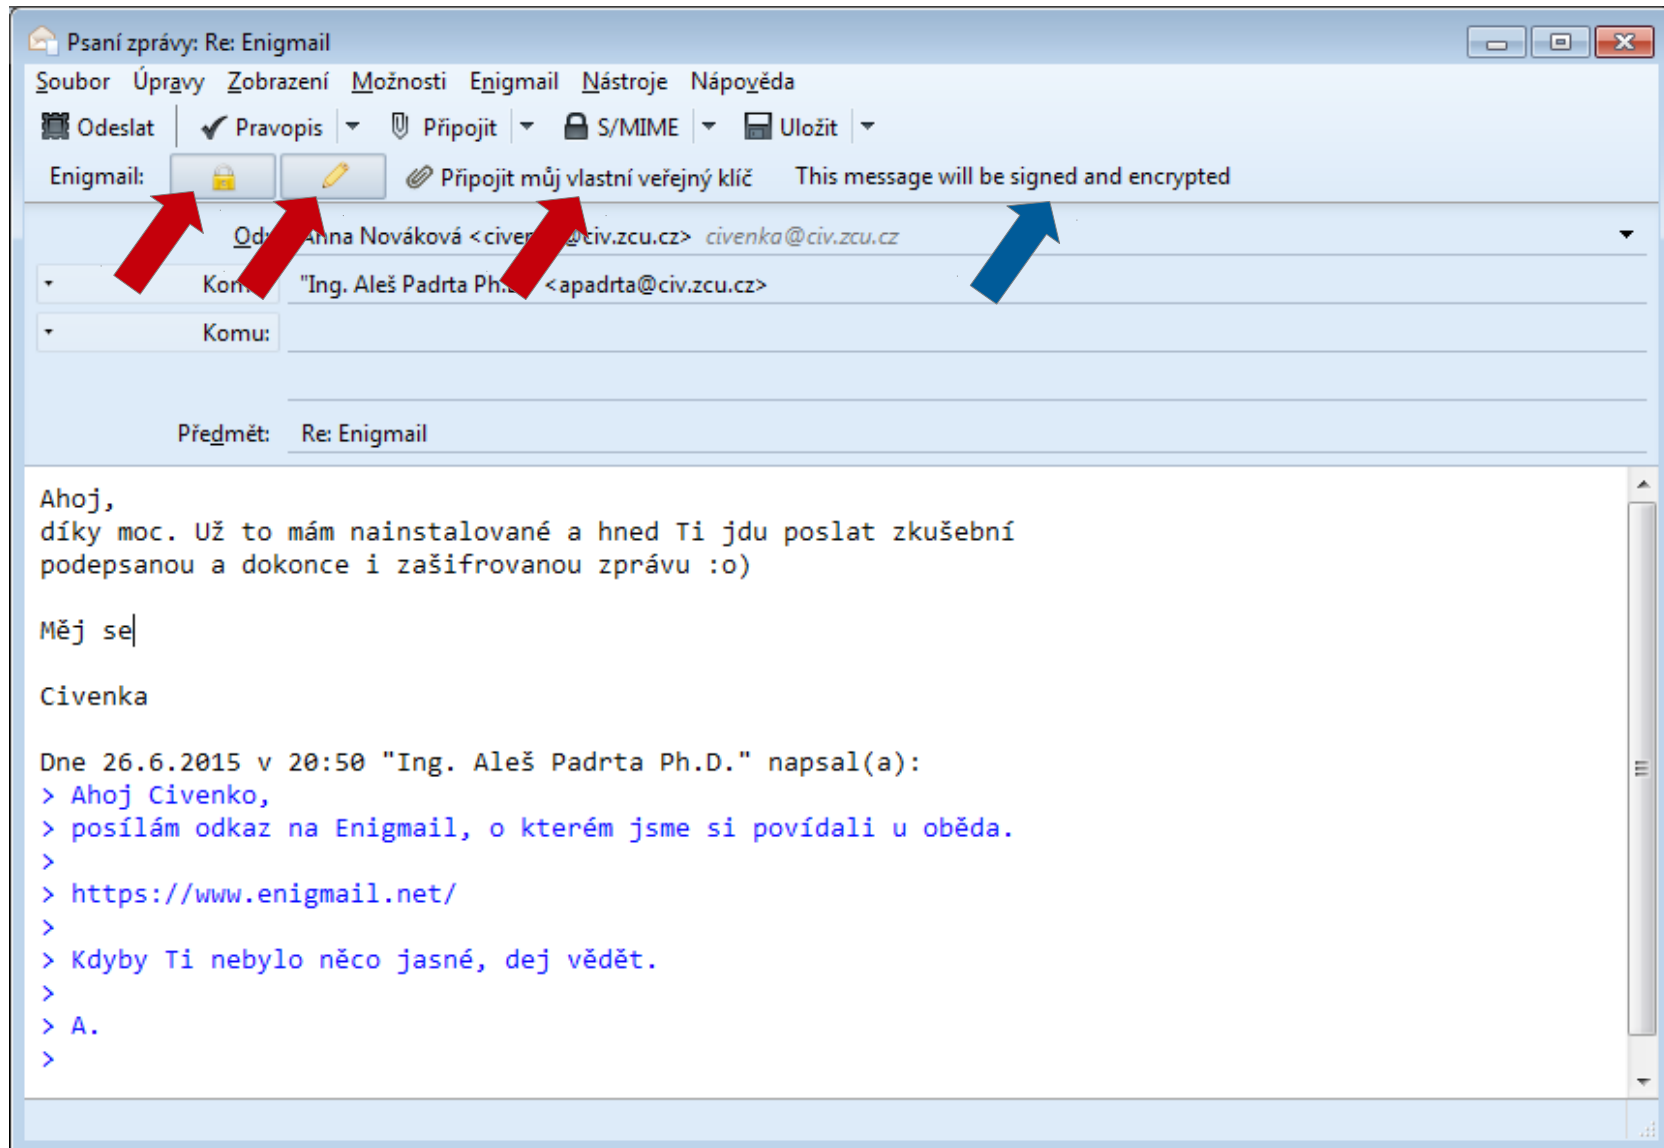 Psaní zprávy: Re: Enigmail
Soubor Úpravy Zobrazení Možnosti Enigmail Nástroje Nápověda
Odeslat Pravopis Připojit S/MIME Uložit
Enigmail: Připojit můj vlastní veřejný klíč This message will be signed and encrypted
Nováková civenka@civ.zcu.cz
"Ing. Aleš Padrta <apadrta@civ.zcu.cz>
Komu:
Předmět: Re: Enigmail
Ahoj,
díky moc. Už to mám nainstalované a hned Ti jdu poslat zkušební
podepsanou a dokonce i zašifrovanou zprávu :o)
Měj se
Civenka
Dne 26.6.2015 v 20:50 "Ing. Aleš Padrta Ph.D." napsal(a):
> Ahoj Civenko,
> posílám odkaz na Enigmail, o kterém jsme si povídali u oběda.
>
> https://www.enigmail.net/
>
> Kdyby Ti nebylo něco jasné, dej vědět.
>
> A.
>